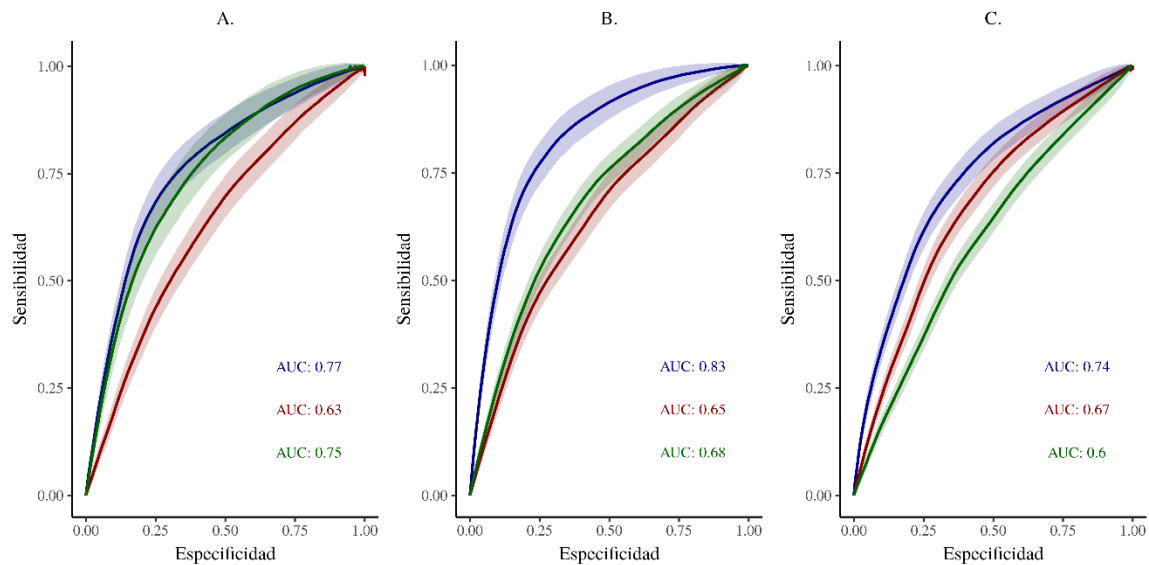 A.
B.
C.
Sensibilidad
1.00
0.75
0.50
0.25
0.00
AUC: 0.77
AUC: 0.63
AUC: 0.75
0.00 0.25 0.50 0.75 1.00
Especificidad
Sensibilidad
1.00
0.75
0.50
0.25
0.00
AUC: 0.83
AUC: 0.65
AUC: 0.68
0.00 0.25 0.50 0.75 1.00
Especificidad
Sensibilidad
1.00
0.75
0.50
0.25
0.00
AUC: 0.74
AUC: 0.67
AUC: 0.6
0.00 0.25 0.50 0.75 1.00
Especificidad